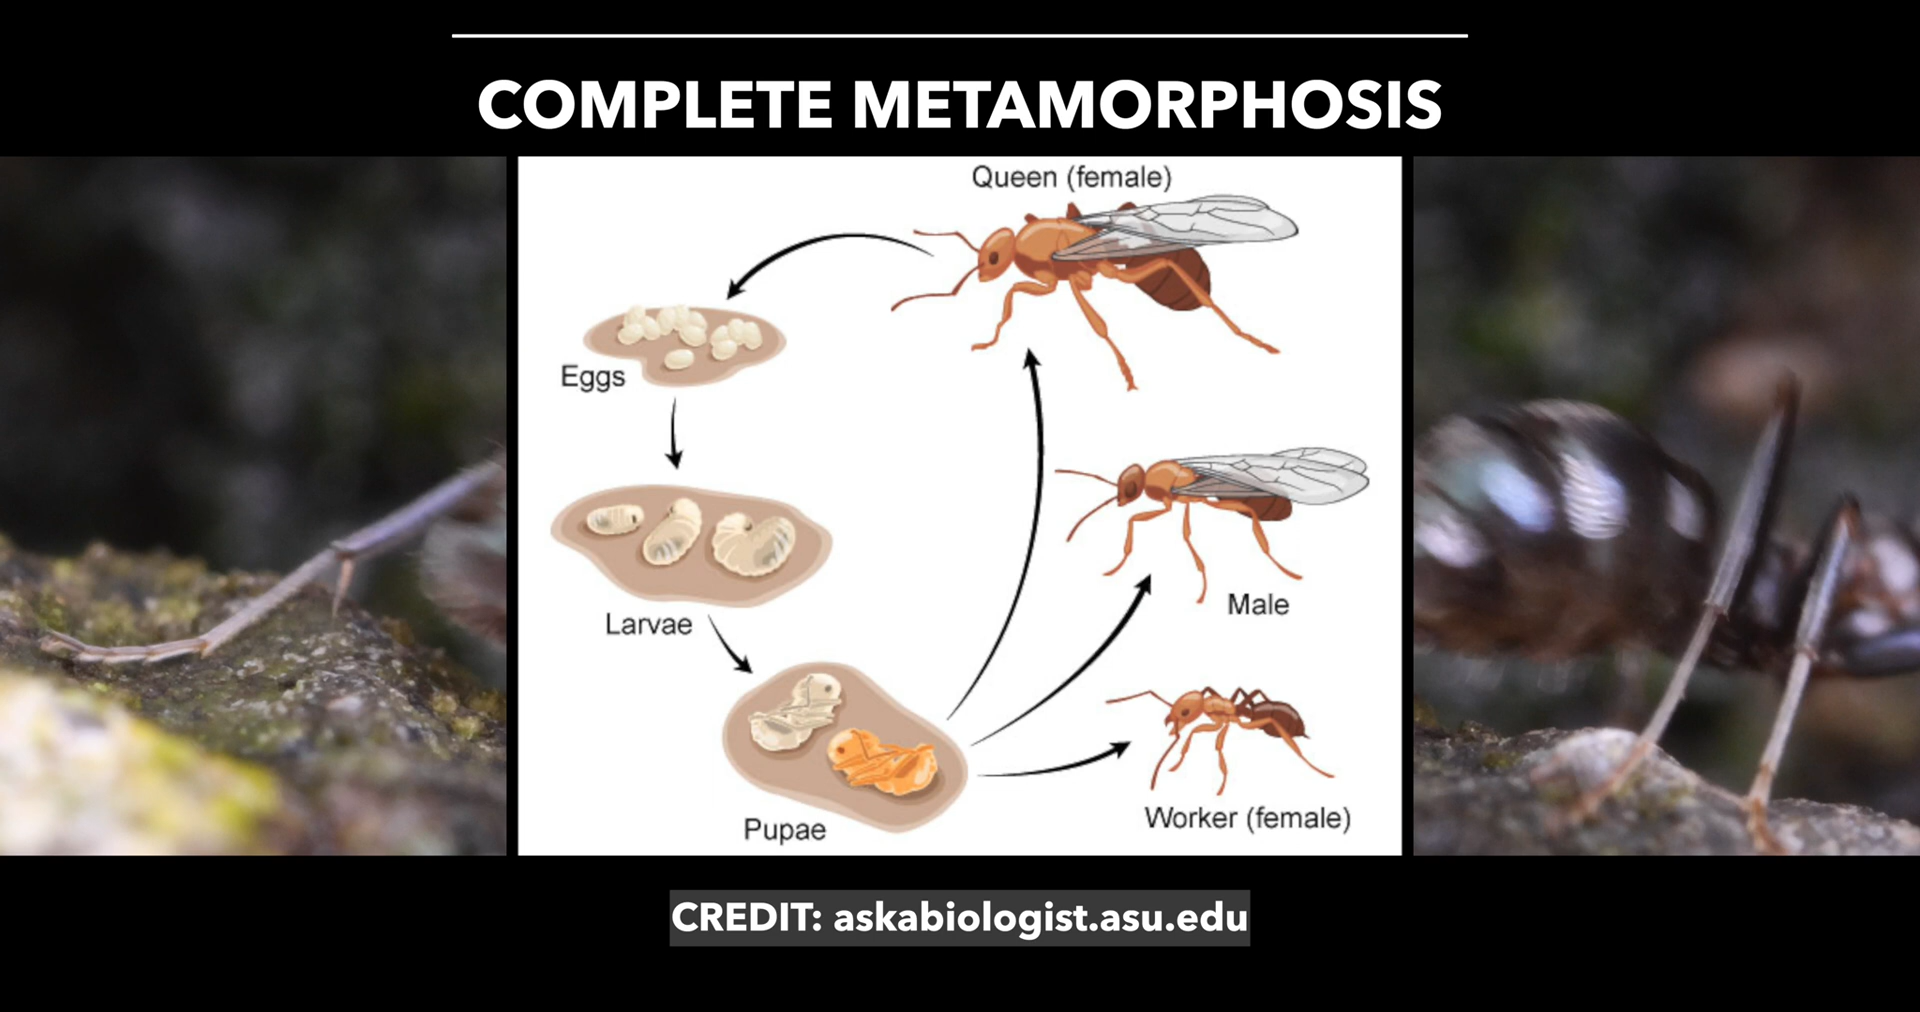 COMPLETE METAMORPHOSIS
Queen (female)
Eggs
Larvae
Male
Pupae
Worker (female)
CREDIT: askabiologist.asu.edu